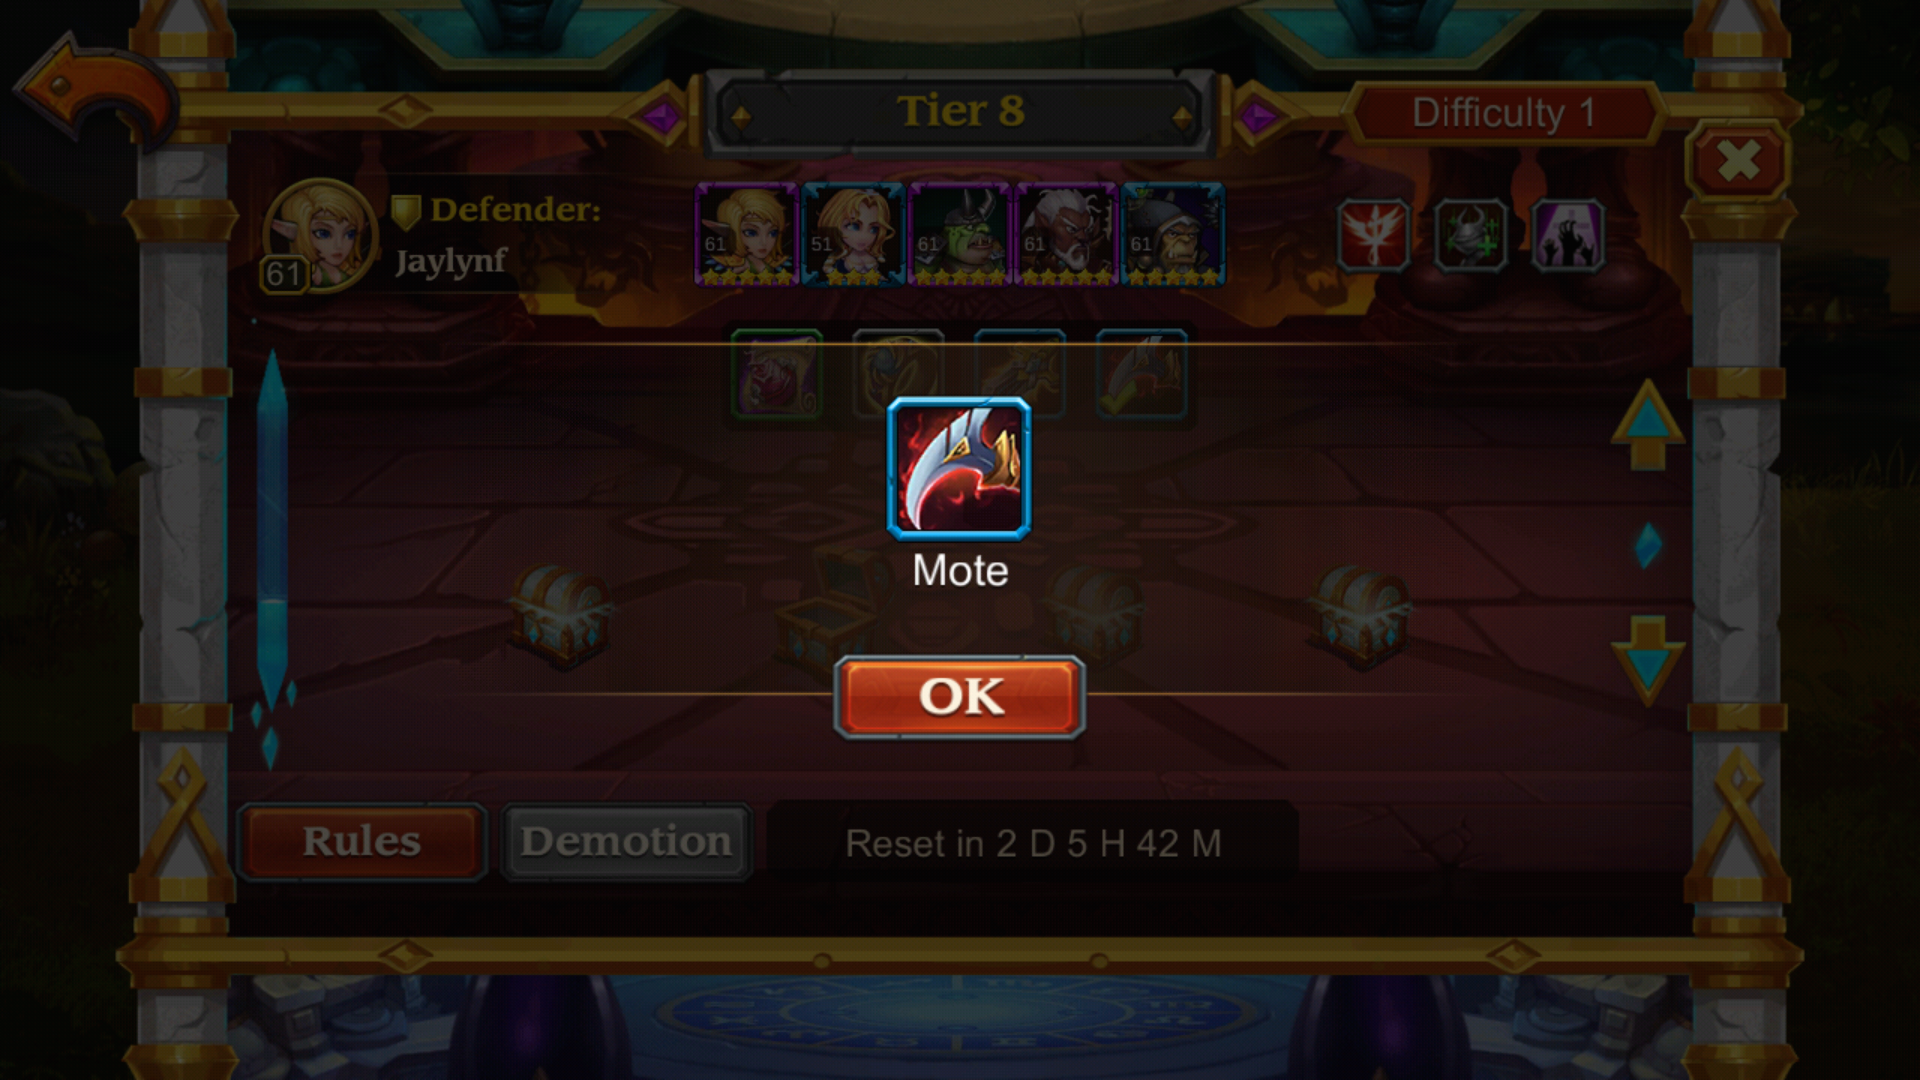 Tier 8
Difficulty 1
Defender:
Jaylynf
61
61
51
61
61
61
Mote
OK
Rules
Demotion
Reset in 2 D 5 H 42 M